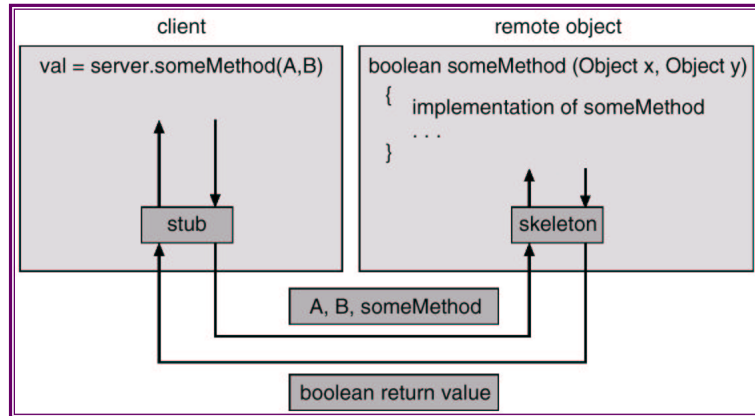 client
remote object
val = server.someMethod(A,B)
boolean someMethod (Object x, Object y)
{
implementation of someMethod
. . .
}
stub
skeleton
A, B, someMethod
boolean return value